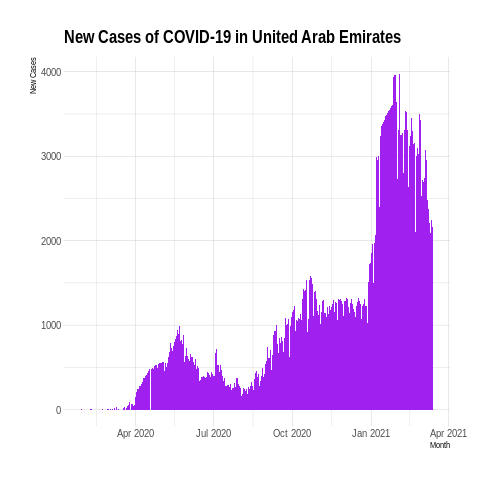 New Cases of COVID-19 in United Arab Emirates
New Cases
4000
3000
2000
1000
0
Apr 2020 Jul 2020 Oct 2020 Jan 2021 Apr 2021
Month